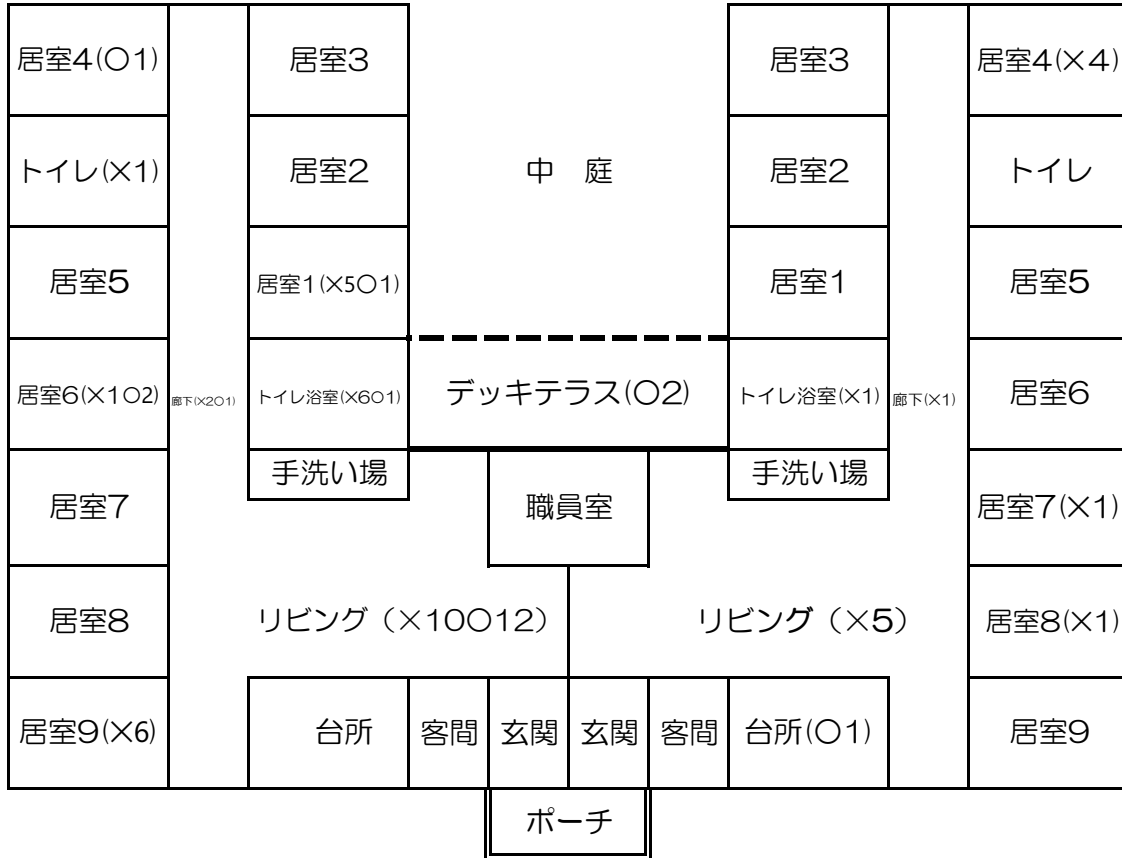 居室4(○1)
居室3
居室3
居室4(×4)
トイレ(×1)
居室2
中　庭
居室2
トイレ
居室5
居室1(×5○1)
居室1
居室5
居室6(×1○2)
廊下(×2○1)
トイレ浴室(×6○1)
デッキテラス(○2)
トイレ浴室(×1)
廊下(×1)
居室6
手洗い場
手洗い場
居室7
職員室
居室7(×1)
居室8
リビング（×10○12）
リビング（×5）
居室8(×1)
居室9(×6)
台所
客間
玄関
玄関
客間
台所(○1)
居室9
ポーチ